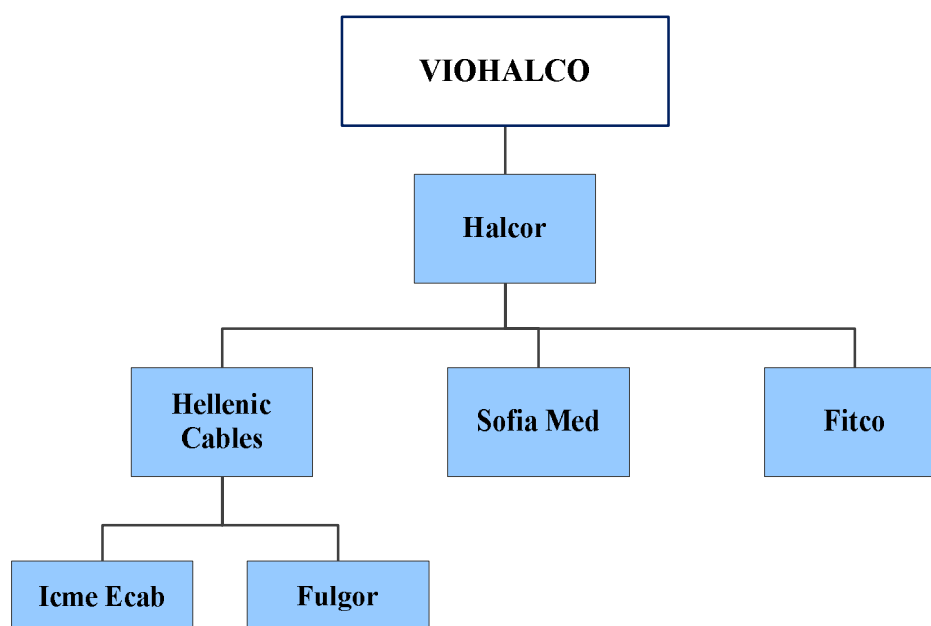 VIOHALCO
Halcor
Hellenic
Cables
Sofia Med
Fitco
Icme Ecab
Fulgor